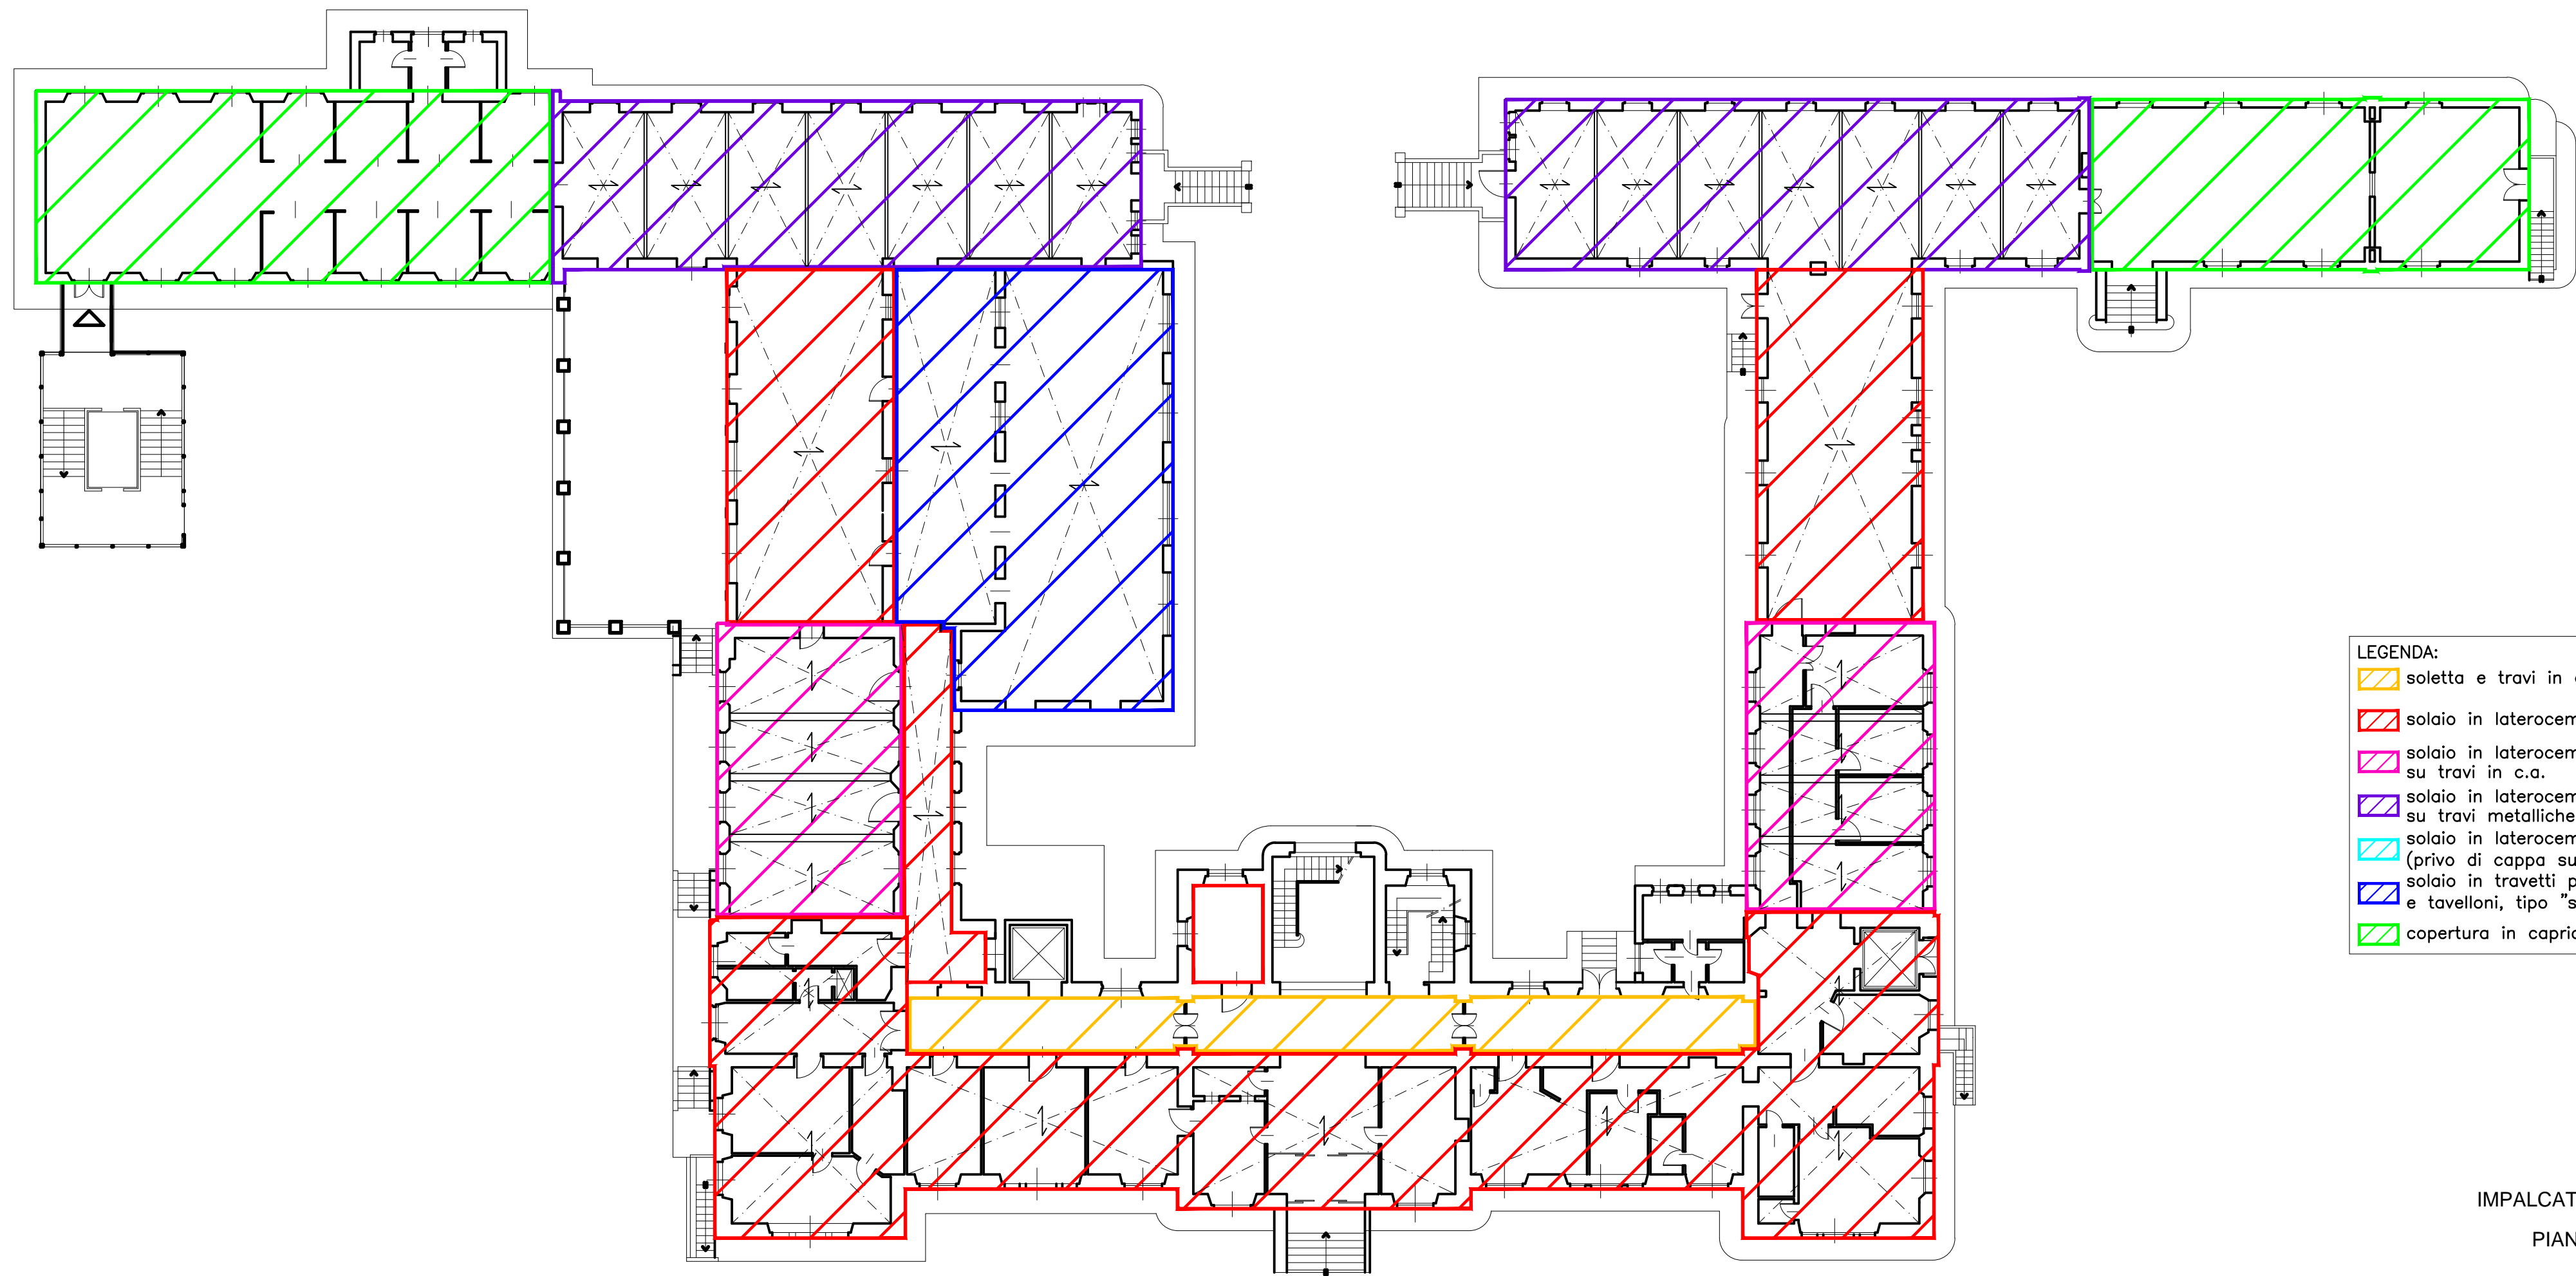 LEGENDA:
soletta e travi in
solaio in laterocem
solaio in laterocem
su travi in c.a.
solaio in laterocem
su travi metalliche
solaio in laterocem
(privo di cappa su
solaio in travetti p
e tavelloni, tipo "s
copertura in capri
IMPALCAT
PIAN